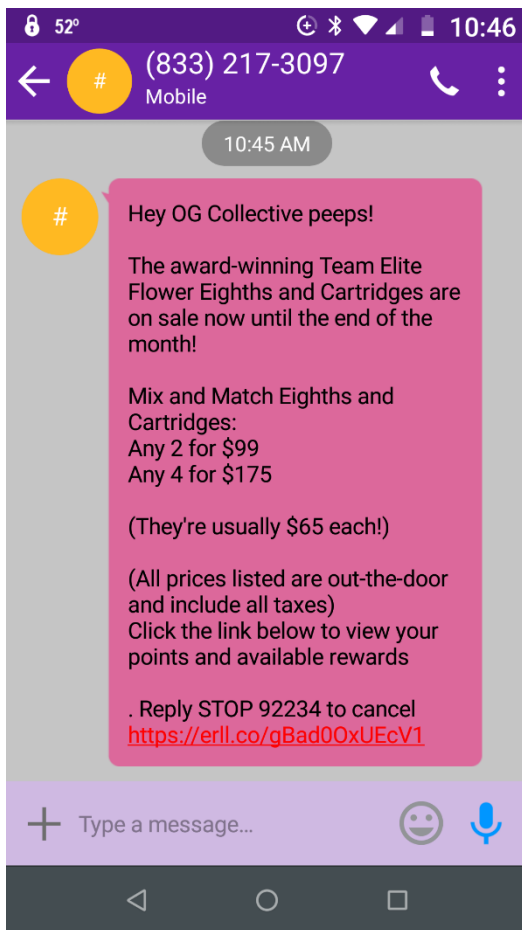 52° 10:46
# (833) 217-3097
Mobile
10:45 AM
#
Hey OG Collective peeps!
The award-winning Team Elite
Flower Eighths and Cartridges are
on sale now until the end of the
month!
Mix and Match Eighths and
Cartridges:
Any 2 for $99
Any 4 for $175
(They're usually $65 each!)
(All prices listed are out-the-door
and include all taxes)
Click the link below to view your
points and available rewards
. Reply STOP 92234 to cancel
https://erll.co/gBad0OxUEcV1
Type a message...